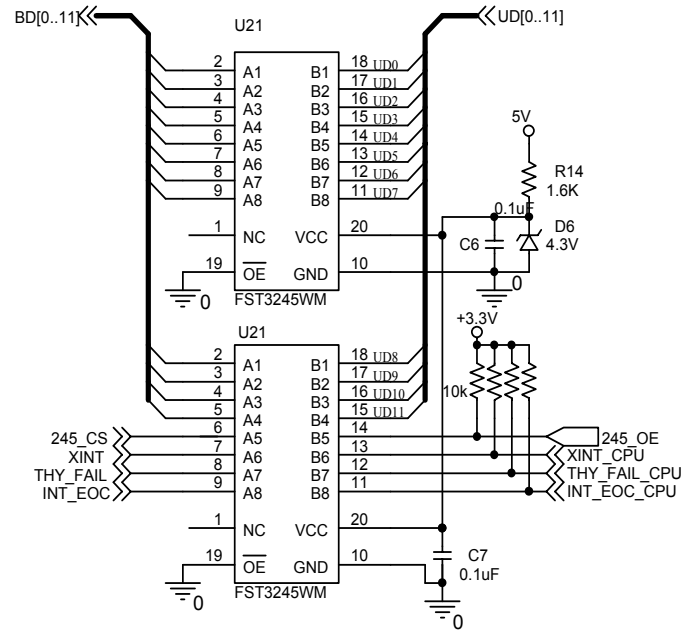 BD[0..11] U21 UD[0..11]
2 A1 B1 18 UD0
3 A2 B2 17 UD1
4 A3 B3 16 UD2
5 A4 B4 15 UD3
6 A5 B5 14 UD4
7 A6 B6 13 UD5
8 A7 B7 12 UD6
9 A8 B8 11 UD7
1 NC VCC 20
19 OE GND 10
0 FST3245WM
5V
R14
1.6K
0.1uF
C6
D6
4.3V
0
U21
+3.3V
2 A1 B1 18 UD8
3 A2 B2 17 UD9
4 A3 B3 16 UD10
5 A4 B4 15 UD11
10k
245_CS 6 A5 B5 14 245_OE
XINT 7 A6 B6 13 XINT_CPU
THY_FAIL 8 A7 B7 12 THY_FAIL_CPU
INT_EOC 9 A8 B8 11 INT_EOC_CPU
1 NC VCC 20
19 OE GND 10
C7
0.1uF
0 FST3245WM
0